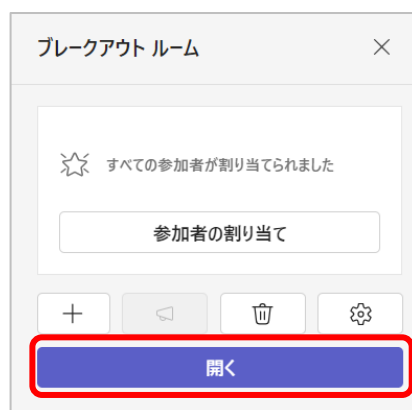 ブレークアウト ルーム
すべての参加者が割り当てられました
参加者の割り当て
開く